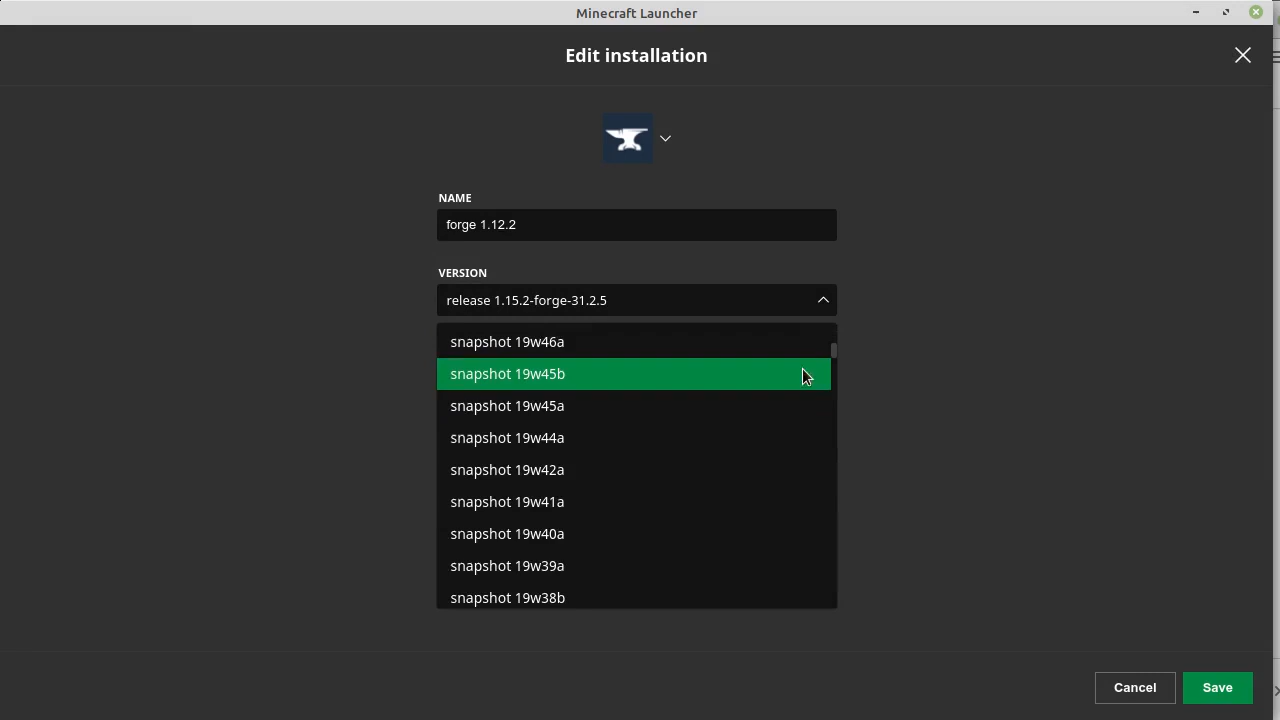 Minecraft Launcher
Edit installation
NAME
forge 1.12.2
VERSION
release 1.15.2-forge-31.2.5
snapshot 19w46a
snapshot 19w45b
snapshot 19w45a
snapshot 19w44a
snapshot 19w42a
snapshot 19w41a
snapshot 19w40a
snapshot 19w39a
snapshot 19w38b
Cancel
Save